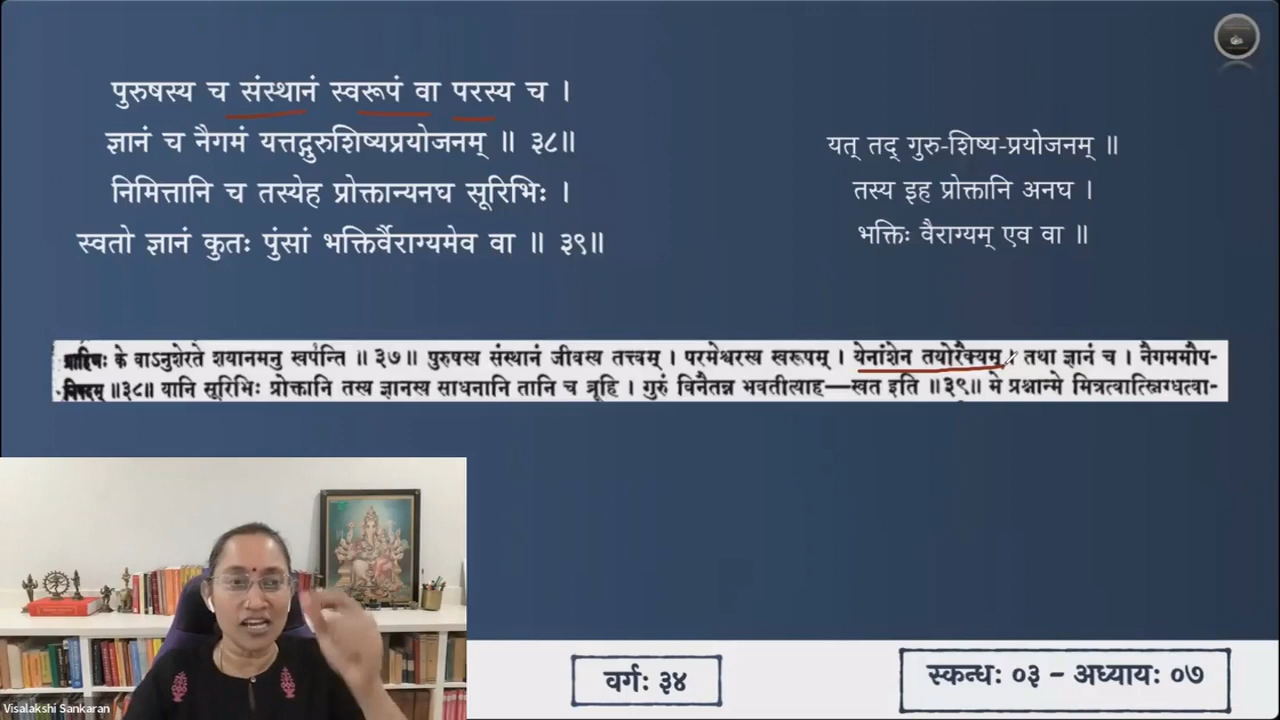 पुरुषस्य च संस्थानं स्वरूपं वा परस्य च ।
ज्ञानं च नैगमं यत्तद्गुरुशिष्यप्रयोजनम् ॥ ३८॥
निमित्तानि च तस्येह प्रोक्तान्यनघ सूरिभिः ।
स्वतो ज्ञानं कुतः पुंसां भक्तिर्वैराग्यमेव वा ॥ ३९॥
यत् तद् गुरु-शिष्य-प्रयोजनम् ॥
तस्य इह प्रोक्तानि अनघ ।
भक्तिः वैराग्यम् एव वा ॥
के वाऽनुशेरते शयानमनु स्वपन्ति ॥ ३७॥ पुरुषस्य संस्थानं जीवस्य तत्त्वम् । परमेश्वरस्य स्वरूपम् । येनांशेन तयोरैक्यम् । तथा ज्ञानं च । नैगममौप-
॥३८॥ यानि सूरिभिः प्रोक्तानि तस्य ज्ञानस्य साधनानि तानि च ब्रूहि । गुरुं विनैतन्न भवतीत्याह—स्वत इति ॥३९॥ मे प्रश्नान्मे मित्रत्वात्स्निग्धत्वा-
वर्गः ३४
स्कन्धः ०३ – अध्यायः ०७
Visalakshi Sankaran